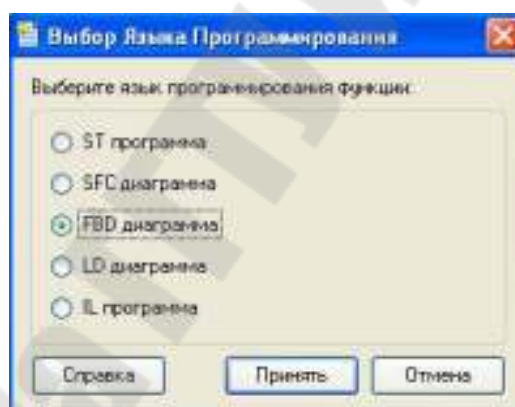 Выбор Языка Программирования
Выберите язык программирования функции:
ST программа
SFC диаграмма
FBD диаграмма
LD диаграмма
IL программа
Справка Принять Отмена